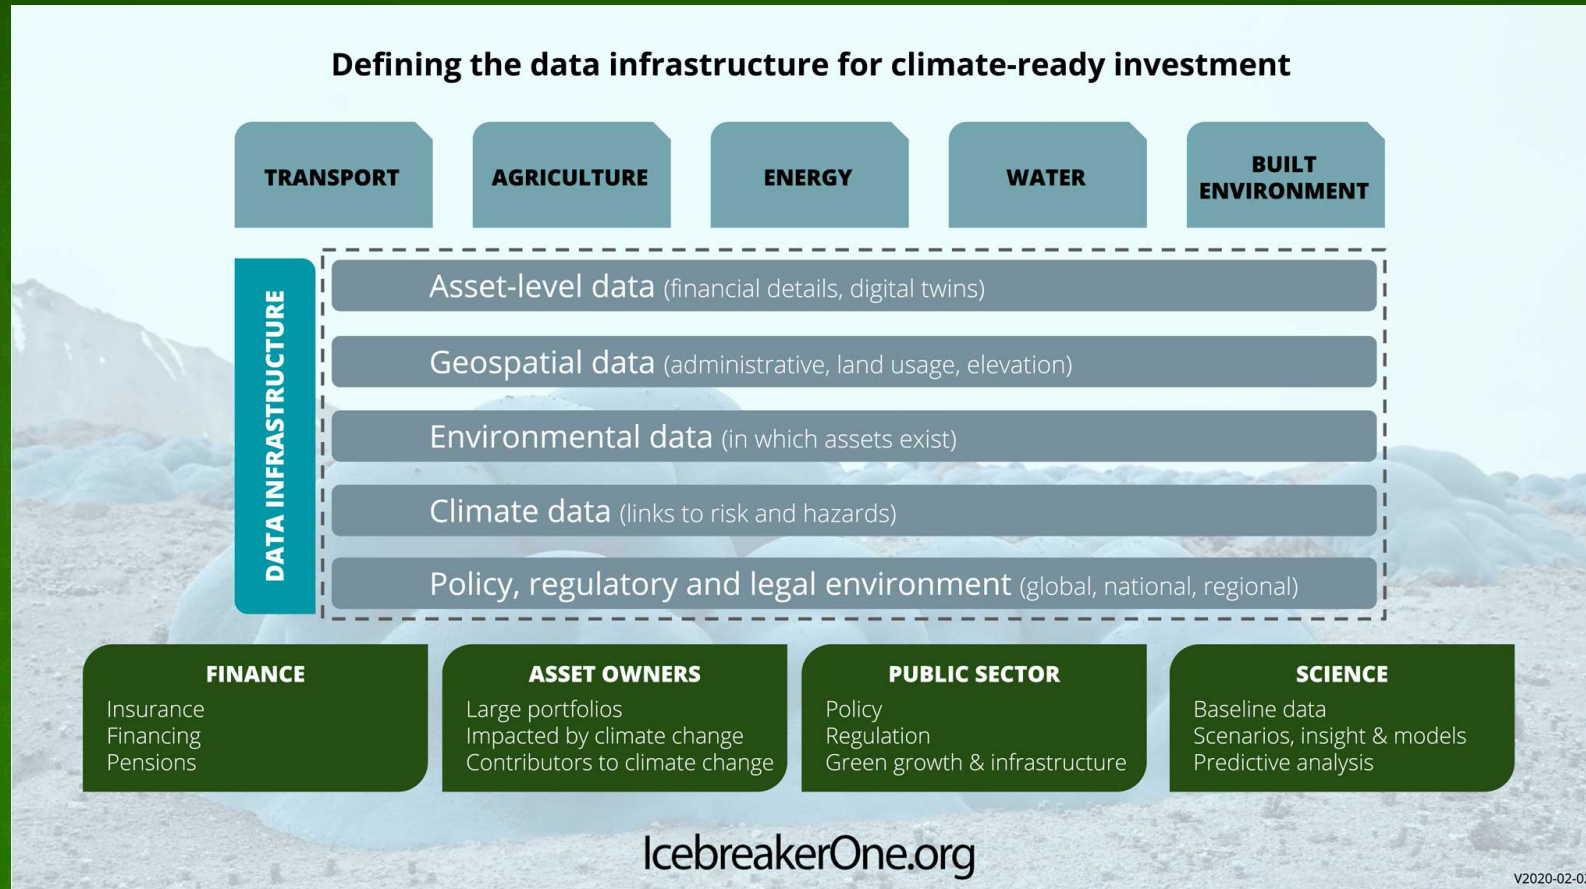 Defining the data infrastructure for climate-ready investment
TRANSPORT
AGRICULTURE
ENERGY
WATER
BUILT
ENVIRONMENT
DATA INFRASTRUCTURE
Asset-level data (financial details, digital twins)
Geospatial data (administrative, land usage, elevation)
Environmental data (in which assets exist)
Climate data (links to risk and hazards)
Policy, regulatory and legal environment (global, national, regional)
FINANCE
Insurance
Financing
Pensions
ASSET OWNERS
Large portfolios
Impacted by climate change
Contributors to climate change
PUBLIC SECTOR
Policy
Regulation
Green growth & infrastructure
SCIENCE
Baseline data
Scenarios, insight & models
Predictive analysis
IcebreakerOne.org
V2020-02-02